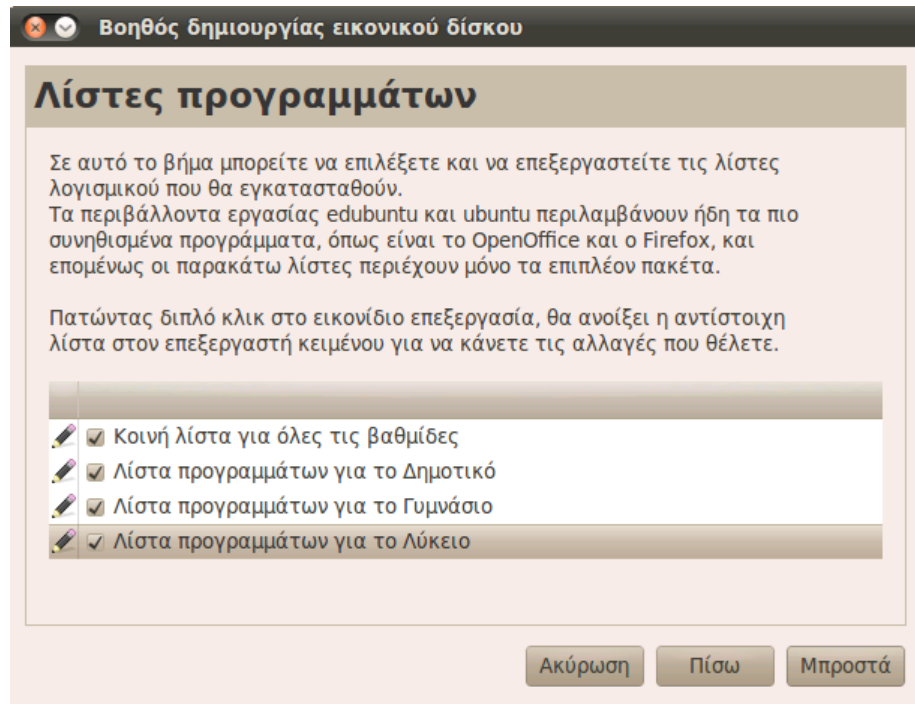 Βοηθός δημιουργίας εικονικού δίσκου
Λίστες προγραμμάτων
Σε αυτό το βήμα μπορείτε να επιλέξετε και να επεξεργαστείτε τις λίστες
λογισμικού που θα εγκατασταθούν.
Τα περιβάλλοντα εργασίας edubuntu και ubuntu περιλαμβάνουν ήδη τα πιο
συνηθισμένα προγράμματα, όπως είναι το OpenOffice και ο Firefox, και
επομένως οι παρακάτω λίστες περιέχουν μόνο τα επιπλέον πακέτα.
Πατώντας διπλό κλικ στο εικονίδιο επεξεργασία, θα ανοίξει η αντίστοιχη
λίστα στον επεξεργαστή κειμένου για να κάνετε τις αλλαγές που θέλετε.
Κοινή λίστα για όλες τις βαθμίδες
Λίστα προγραμμάτων για το Δημοτικό
Λίστα προγραμμάτων για το Γυμνάσιο
Λίστα προγραμμάτων για το Λύκειο
Ακύρωση Πίσω Μπροστά